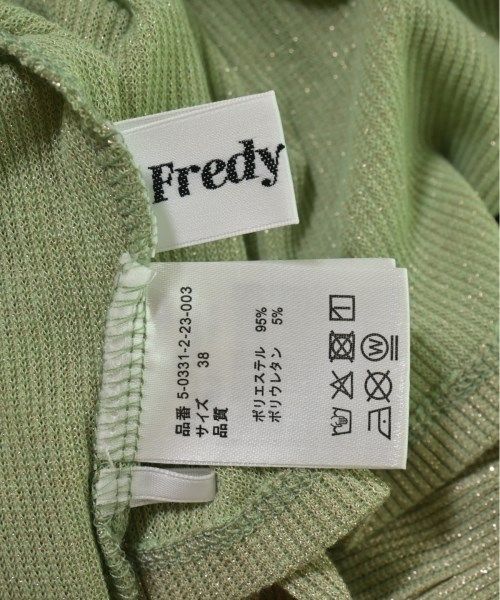 Fredy
品番 5-0331-2-23-003
サイズ 38
品質
ポリエステル 95%
ポリウレタン 5%
W